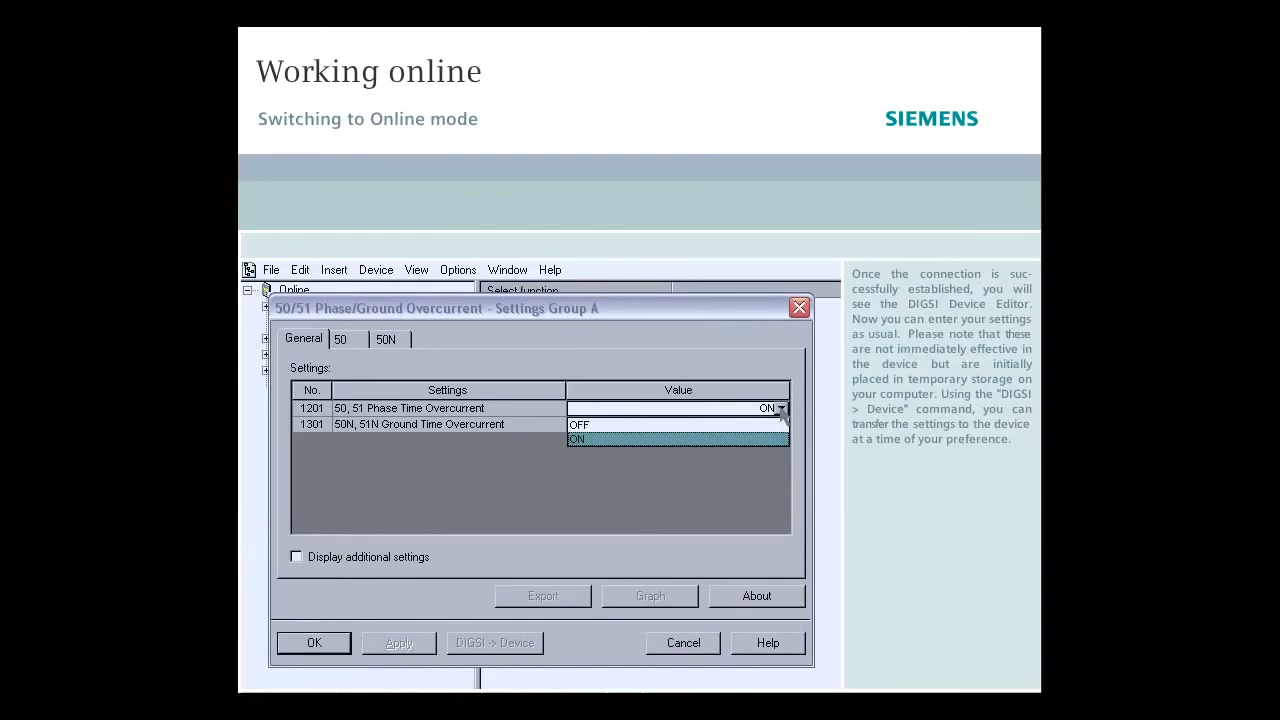 Working online
Switching to Online mode
SIEMENS
File Edit Insert Device View Options Window Help
Online
Select function
50/51 Phase/Ground Overcurrent - Settings Group A
General 50 50N
Settings:
No. Settings Value
1201 50, 51 Phase Time Overcurrent ON
1301 50N, 51N Ground Time Overcurrent
OFF
ON
Display additional settings
Export Graph About
OK Apply DIGSI -> Device Cancel Help
Once the connection is suc-
cessfully established, you will
see the DIGSI Device Editor.
Now you can enter your settings
as usual. Please note that these
are not immediately effective in
the device but are initially
placed in temporary storage on
your computer. Using the "DIGSI
> Device" command, you can
transfer the settings to the device
at a time of your preference.